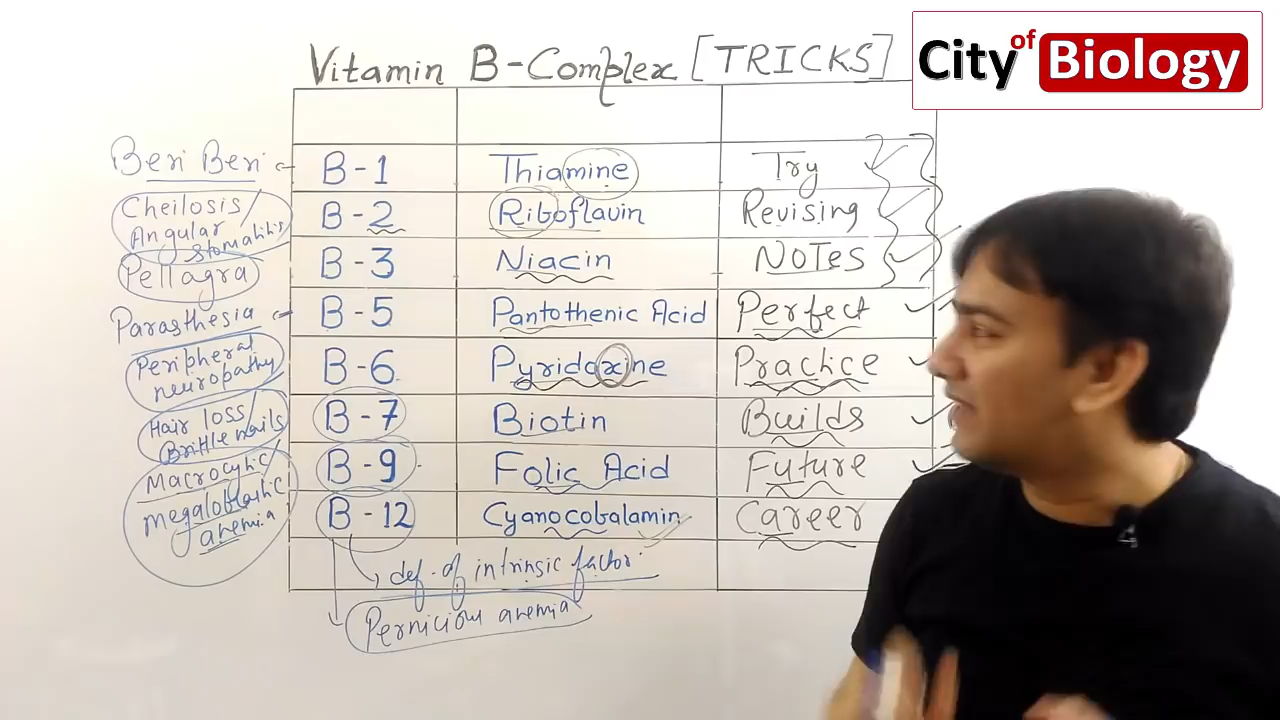 City of Biology
Vitamin B-Complex [TRICKS]
Beri Beri B-1 Thiamine Try
Cheilosis/
Angular
Stomatitis
B-2 Riboflavin Revising
Pellagra B-3 Niacin NOTes
Parasthesia B-5 Pantothenic Acid Perfect
Peripheral
neuropathy
B-6 Pyridoxine Practice
Hair loss/
Brittle nails
B-7 Biotin Builds
Macrocytic/
megaloblastic
anemia
B-9 Folic Acid Future
B-12 Cyanocobalamin Career
def. of intrinsic factor
Pernicious anemia